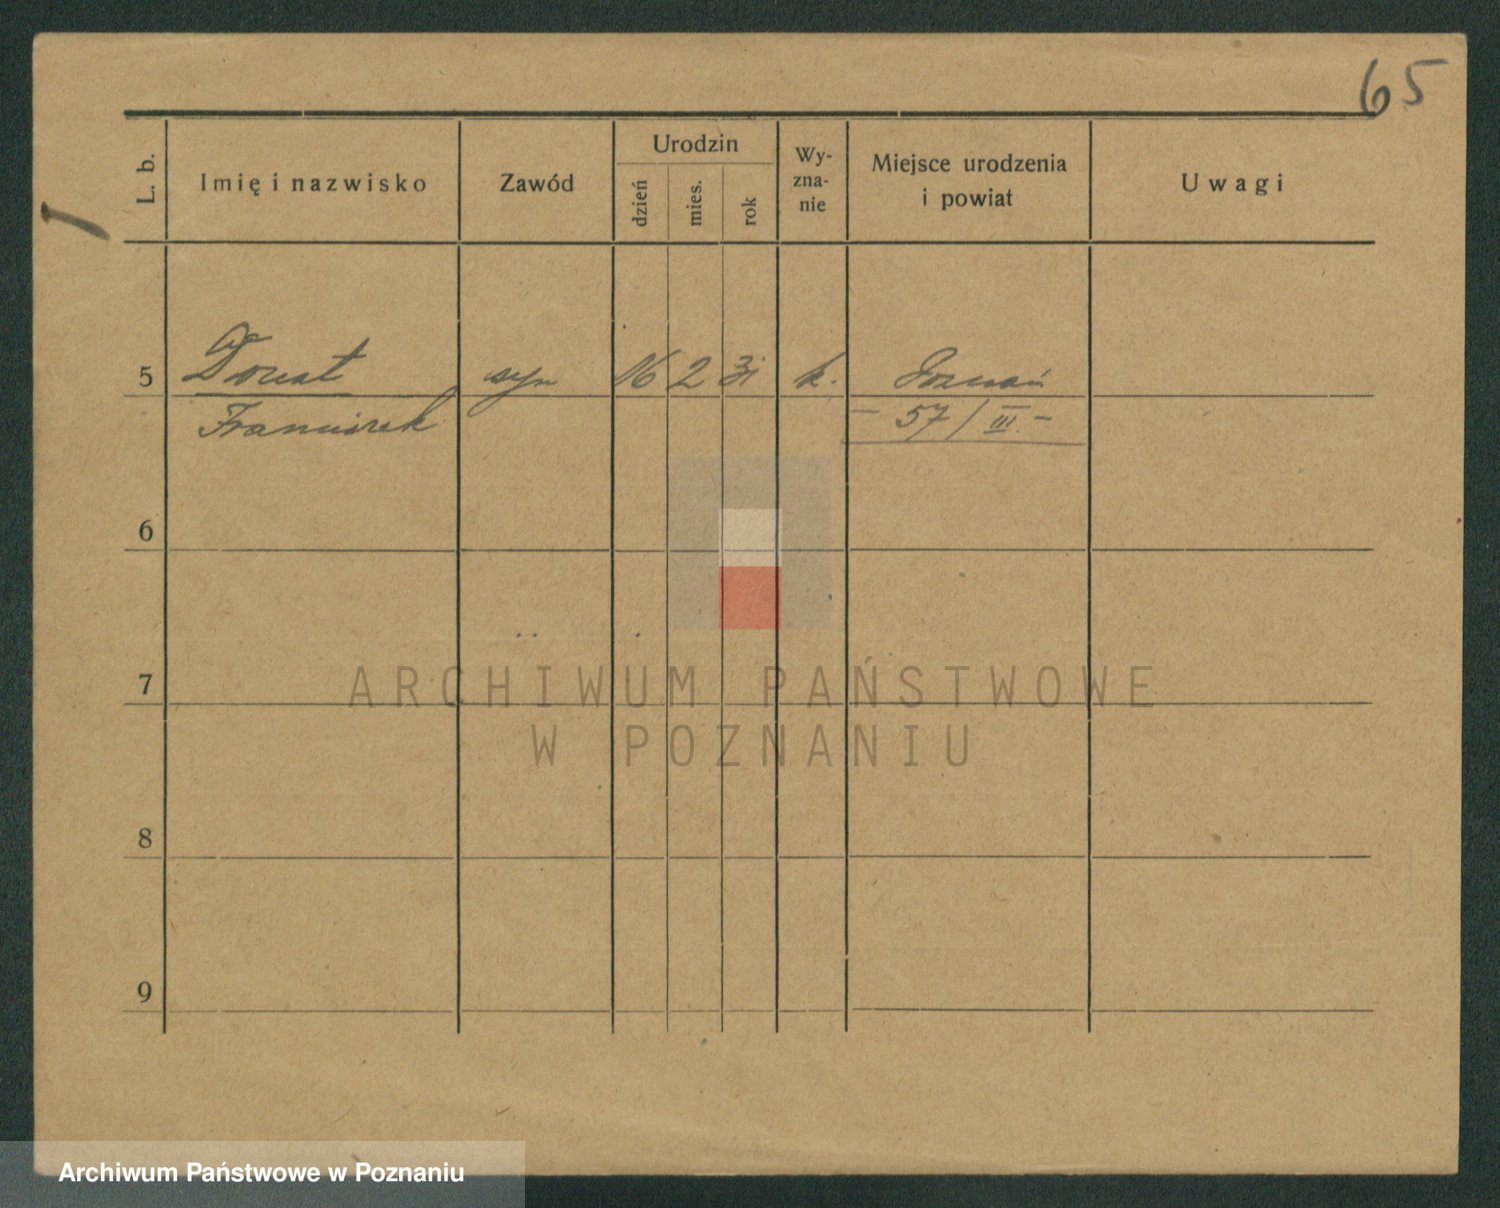 65
L. b.
Imię i nazwisko
Zawód
Urodzin
dzień
mies.
rok
Wy-
zna-
nie
Miejsce urodzenia
i powiat
Uwagi
5
Donat
syn
16 2 31
k.
Poznań
Franciszek
– 57/III. –
6
7
8
9
ARCHIWUM PAŃSTWOWE
W POZNANIU
Archiwum Państwowe w Poznaniu